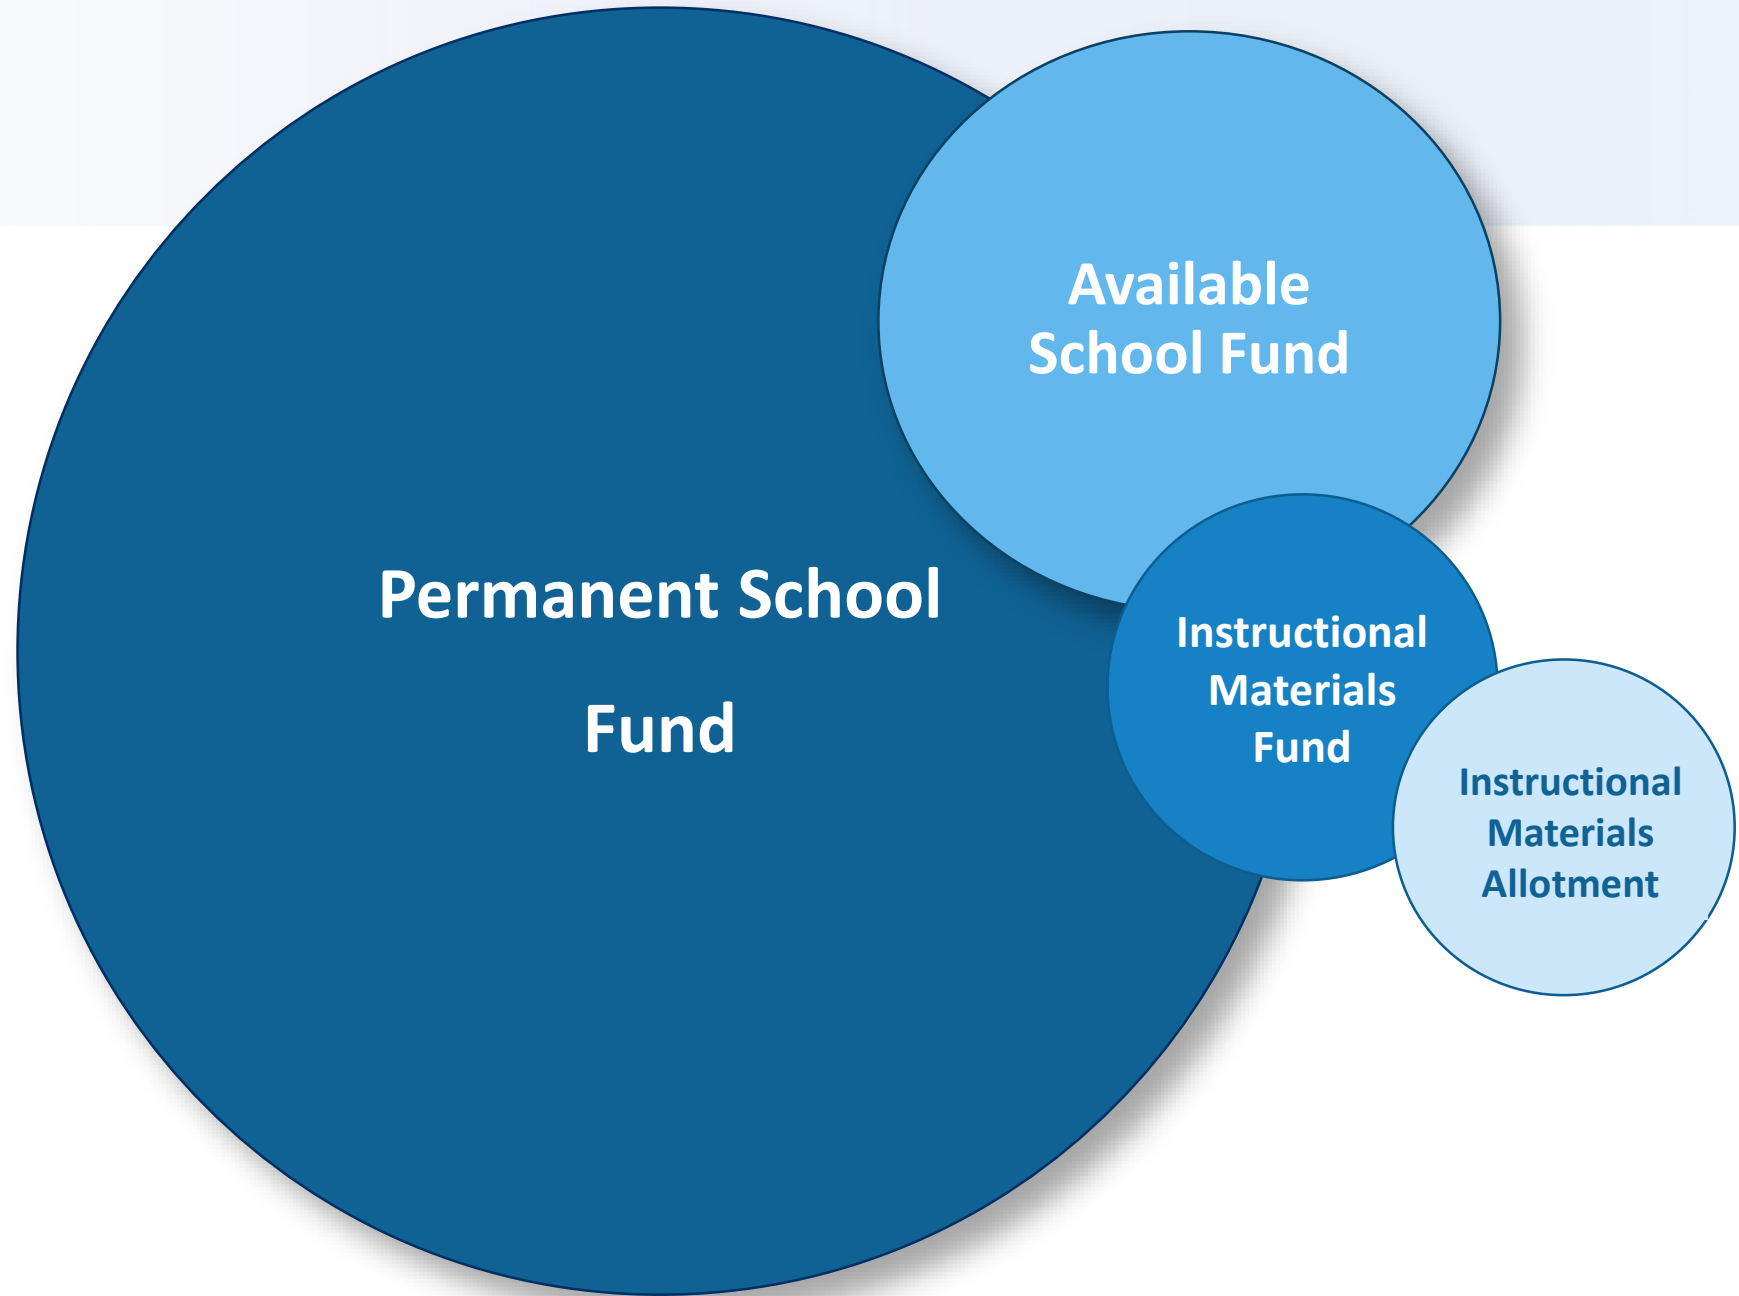 Permanent School
Fund
Available
School Fund
Instructional
Materials
Fund
Instructional
Materials
Allotment